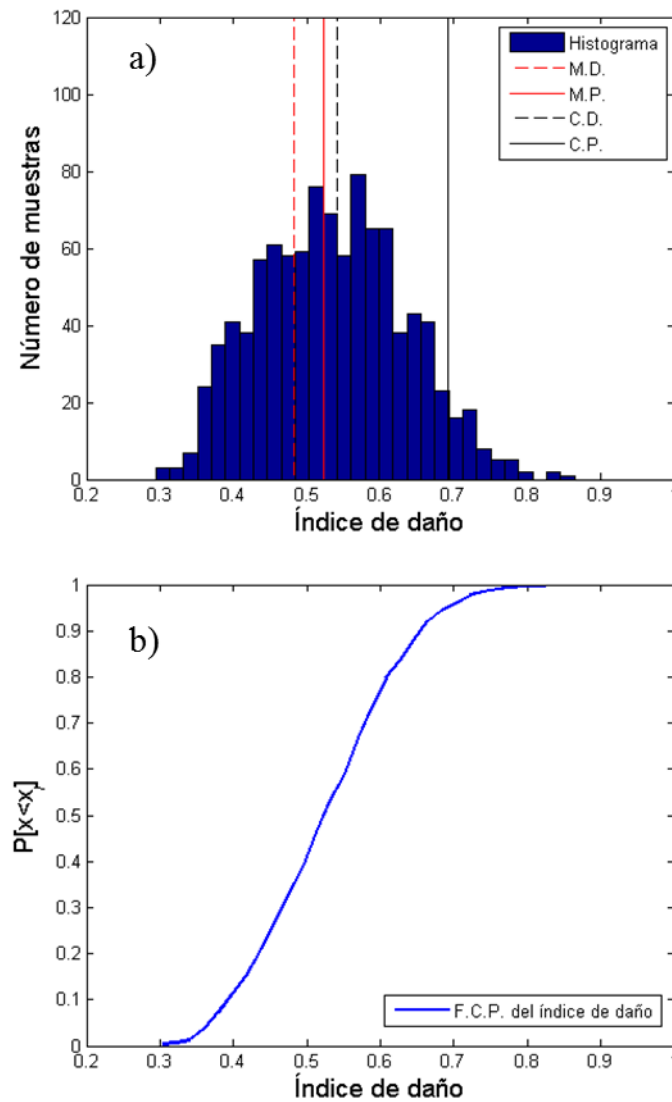 a)
120
100
80
60
40
20
0
Número de muestras
Histograma
M.D.
M.P.
C.D.
C.P.
0.2 0.3 0.4 0.5 0.6 0.7 0.8 0.9
Índice de daño
b)
1
0.9
0.8
0.7
0.6
0.5
0.4
0.3
0.2
0.1
0
F.C.P. del índice de daño
0.2 0.3 0.4 0.5 0.6 0.7 0.8 0.9
Índice de daño